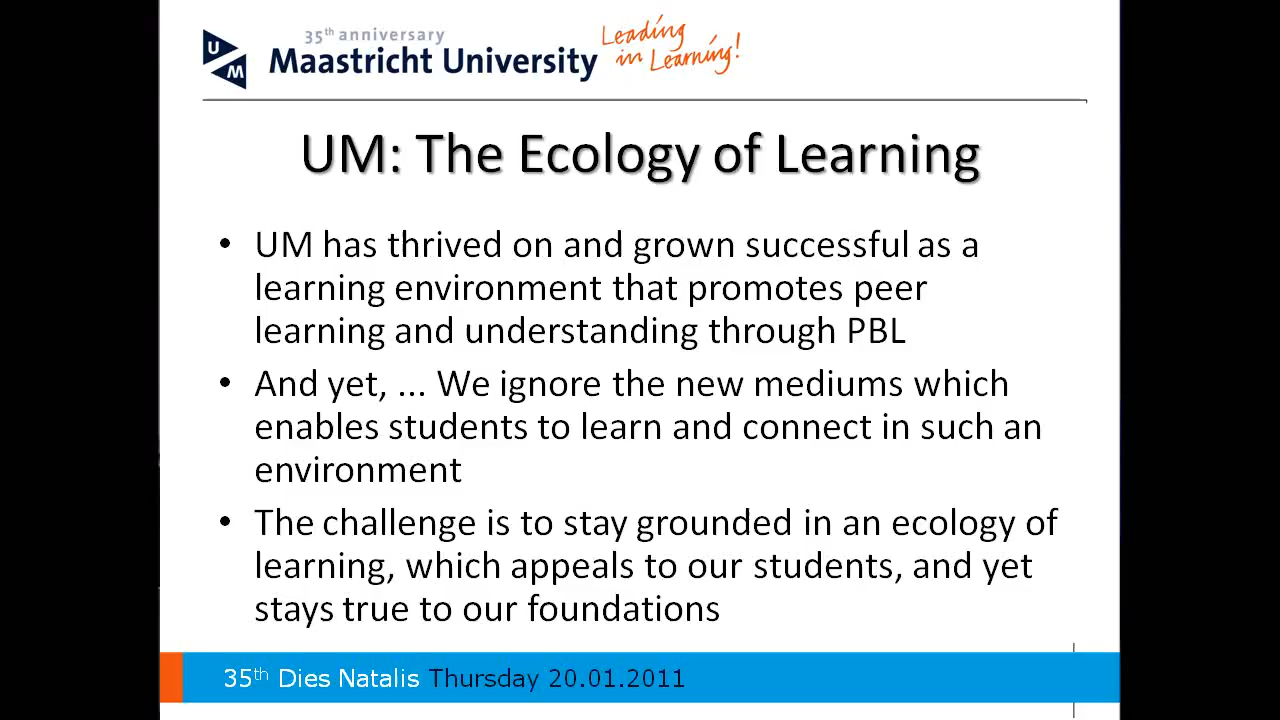 35th anniversary
Leading
in Learning!
UM
Maastricht University
UM: The Ecology of Learning
• UM has thrived on and grown successful as a
learning environment that promotes peer
learning and understanding through PBL
• And yet, ... We ignore the new mediums which
enables students to learn and connect in such an
environment
• The challenge is to stay grounded in an ecology of
learning, which appeals to our students, and yet
stays true to our foundations
35th Dies Natalis Thursday 20.01.2011